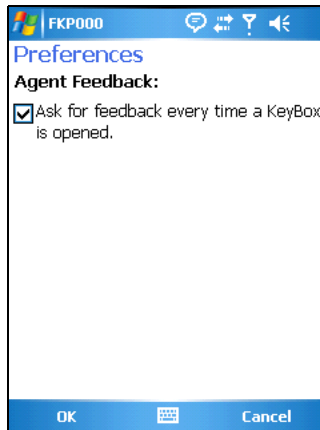 FKP000
Preferences
Agent Feedback:
Ask for feedback every time a KeyBox
is opened.
OK
Cancel